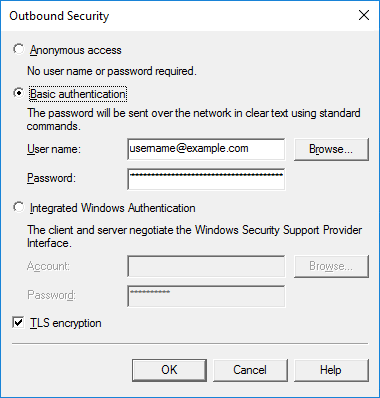 Outbound Security
Anonymous access
No user name or password required.
Basic authentication
The password will be sent over the network in clear text using standard
commands.
User name: username@example.com Browse...
Password:
Integrated Windows Authentication
The client and server negotiate the Windows Security Support Provider
Interface.
Account: Browse...
Password: **********
TLS encryption
OK Cancel Help